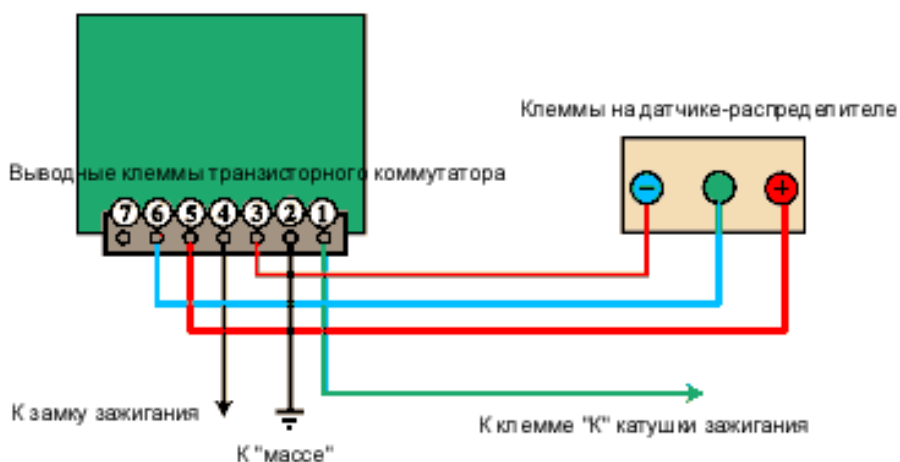 Клеммы на датчике-распределителе
Выводные клеммы транзисторного коммутатора
7 6 5 4 3 2 1
− +
К замку зажигания
К клемме "К" катушки зажигания
К "массе"